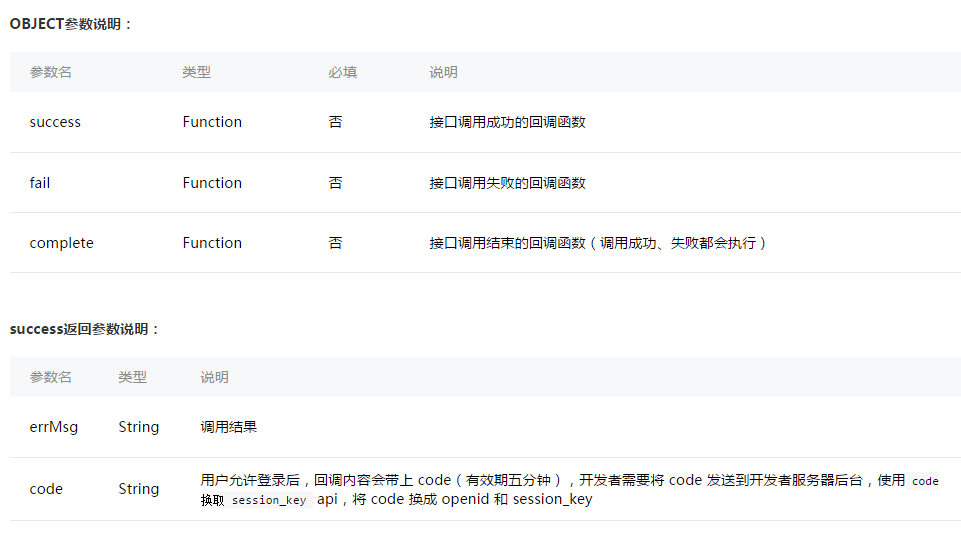 OBJECT参数说明：
参数名 类型 必填 说明
success Function 否 接口调用成功的回调函数
fail Function 否 接口调用失败的回调函数
complete Function 否 接口调用结束的回调函数（调用成功、失败都会执行）
success返回参数说明：
参数名 类型 说明
errMsg String 调用结果
code String 用户允许登录后，回调内容会带上 code（有效期五分钟），开发者需要将 code 发送到开发者服务器后台，使用 code
换取 session_key api，将 code 换成 openid 和 session_key